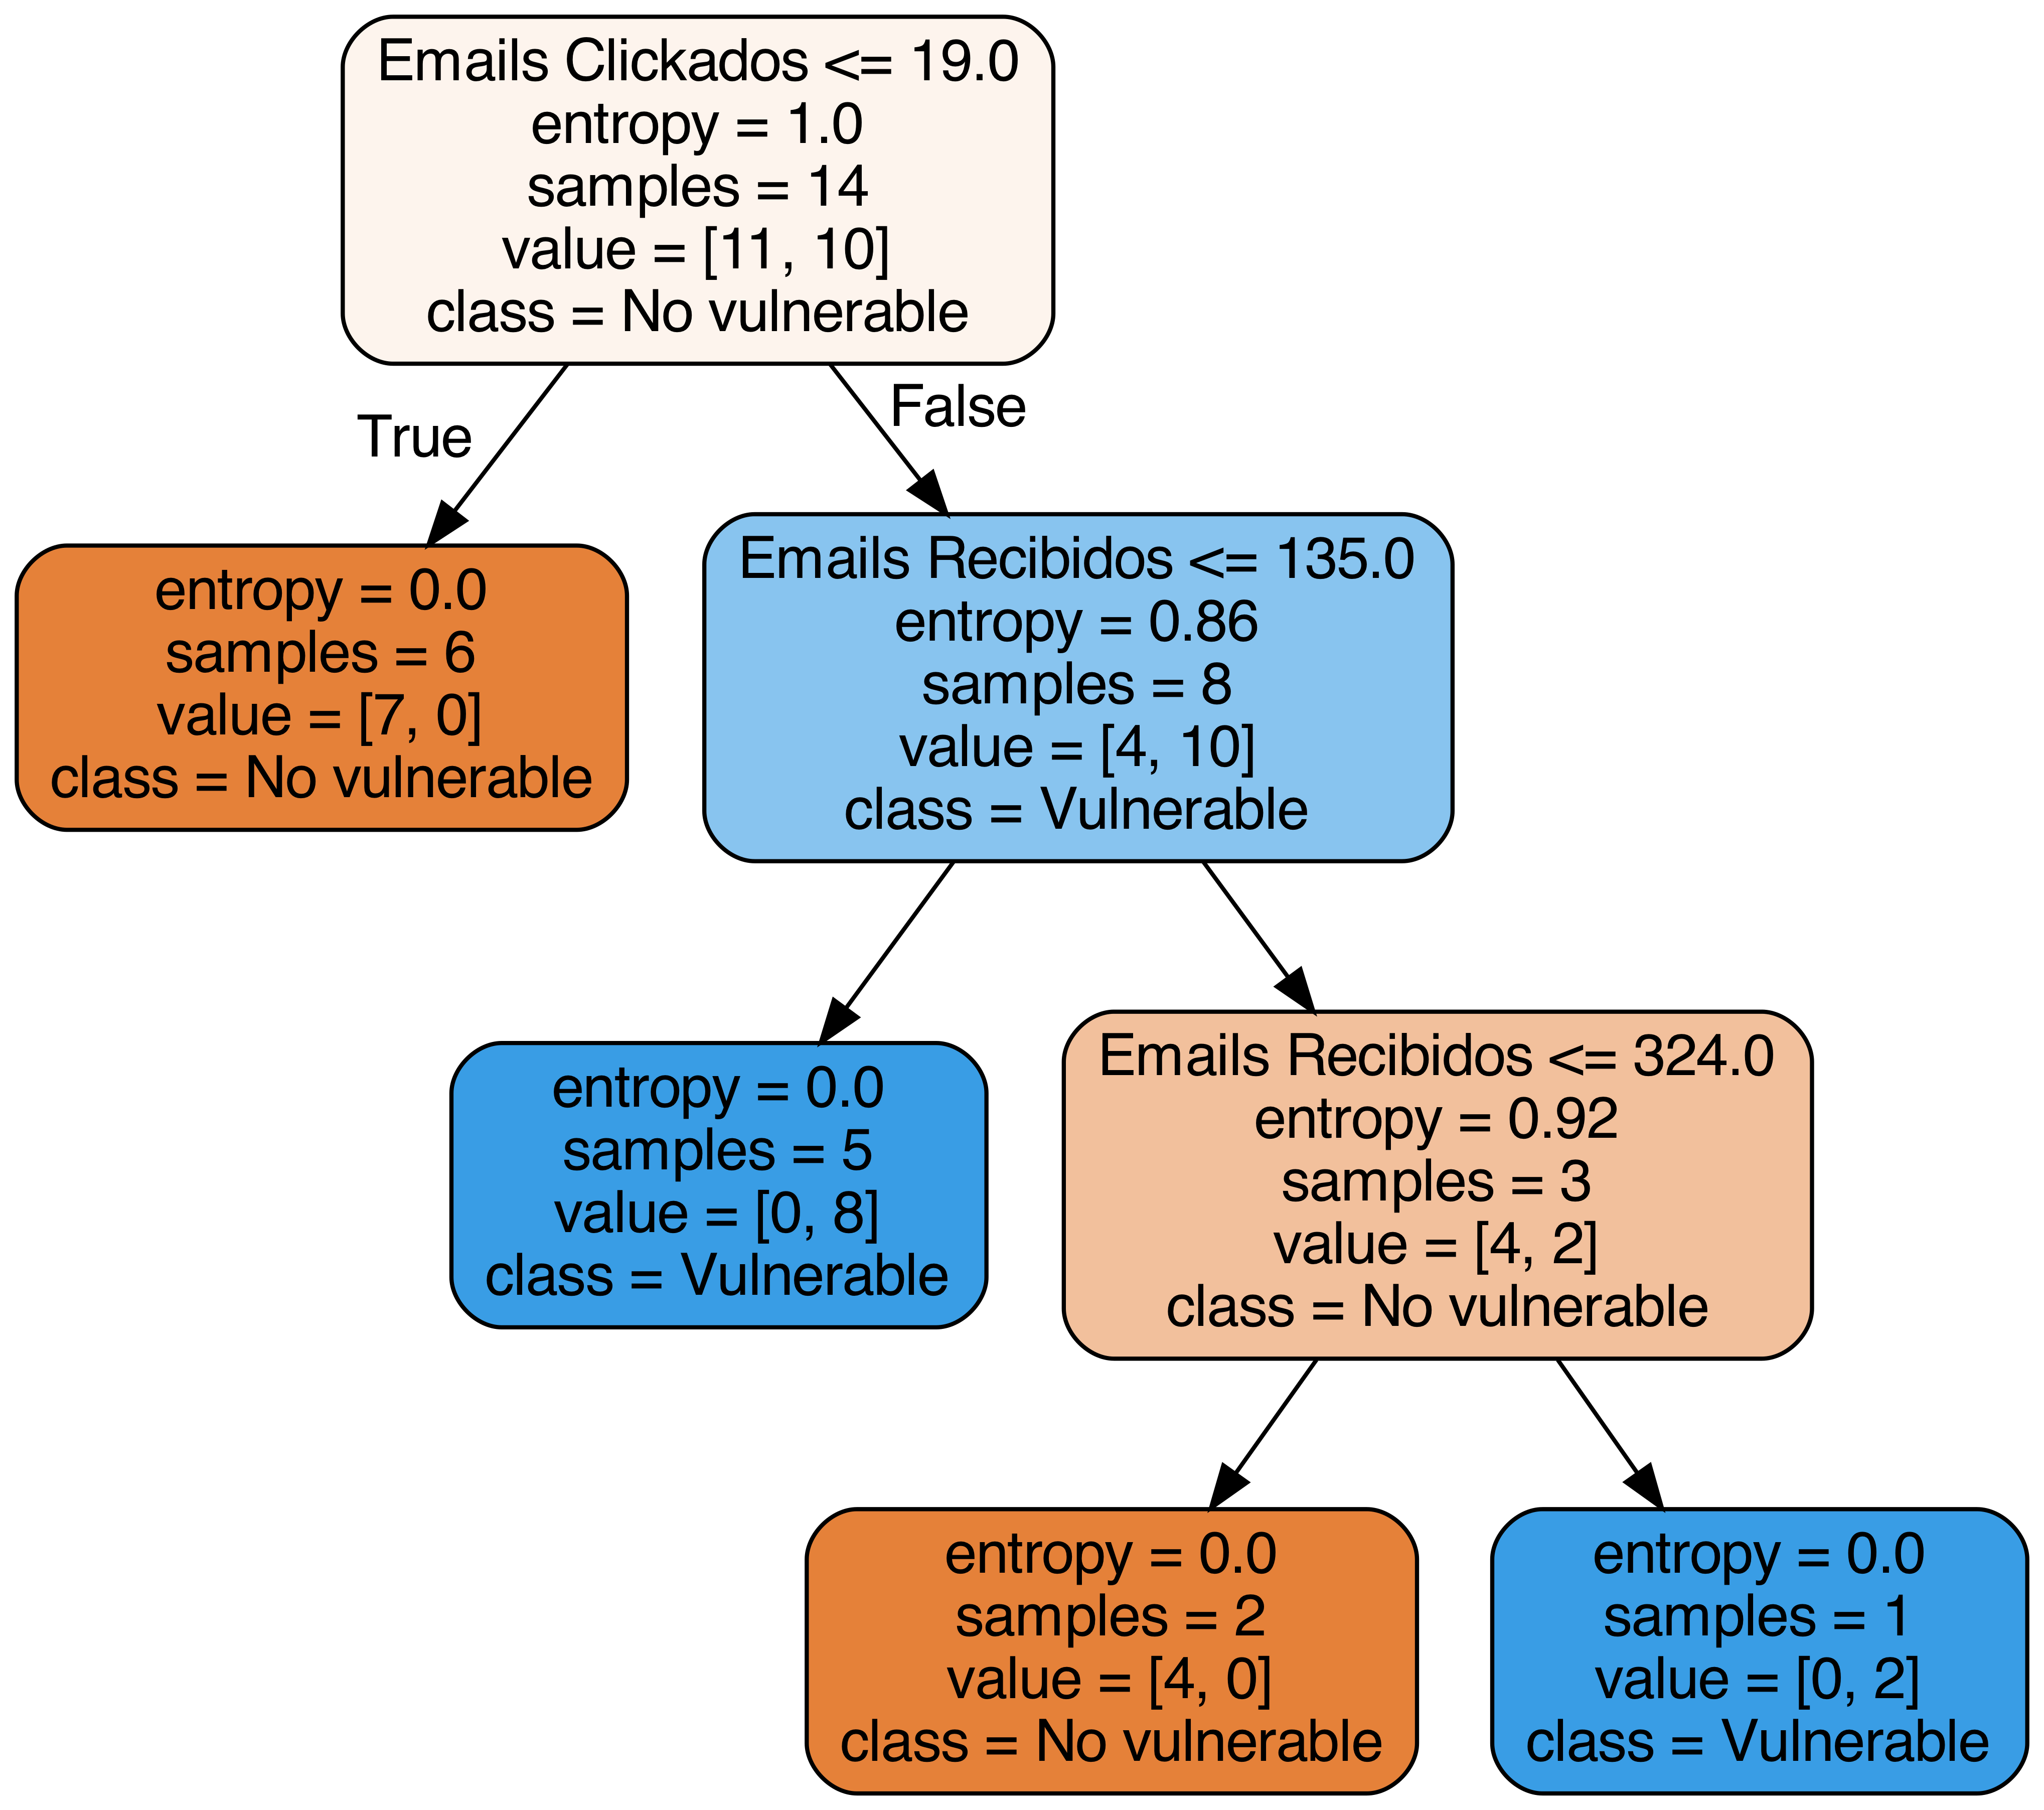 Emails Clickados <= 19.0
entropy = 1.0
samples = 14
value = [11, 10]
class = No vulnerable
True
False
entropy = 0.0
samples = 6
value = [7, 0]
class = No vulnerable
Emails Recibidos <= 135.0
entropy = 0.86
samples = 8
value = [4, 10]
class = Vulnerable
entropy = 0.0
samples = 5
value = [0, 8]
class = Vulnerable
Emails Recibidos <= 324.0
entropy = 0.92
samples = 3
value = [4, 2]
class = No vulnerable
entropy = 0.0
samples = 2
value = [4, 0]
class = No vulnerable
entropy = 0.0
samples = 1
value = [0, 2]
class = Vulnerable